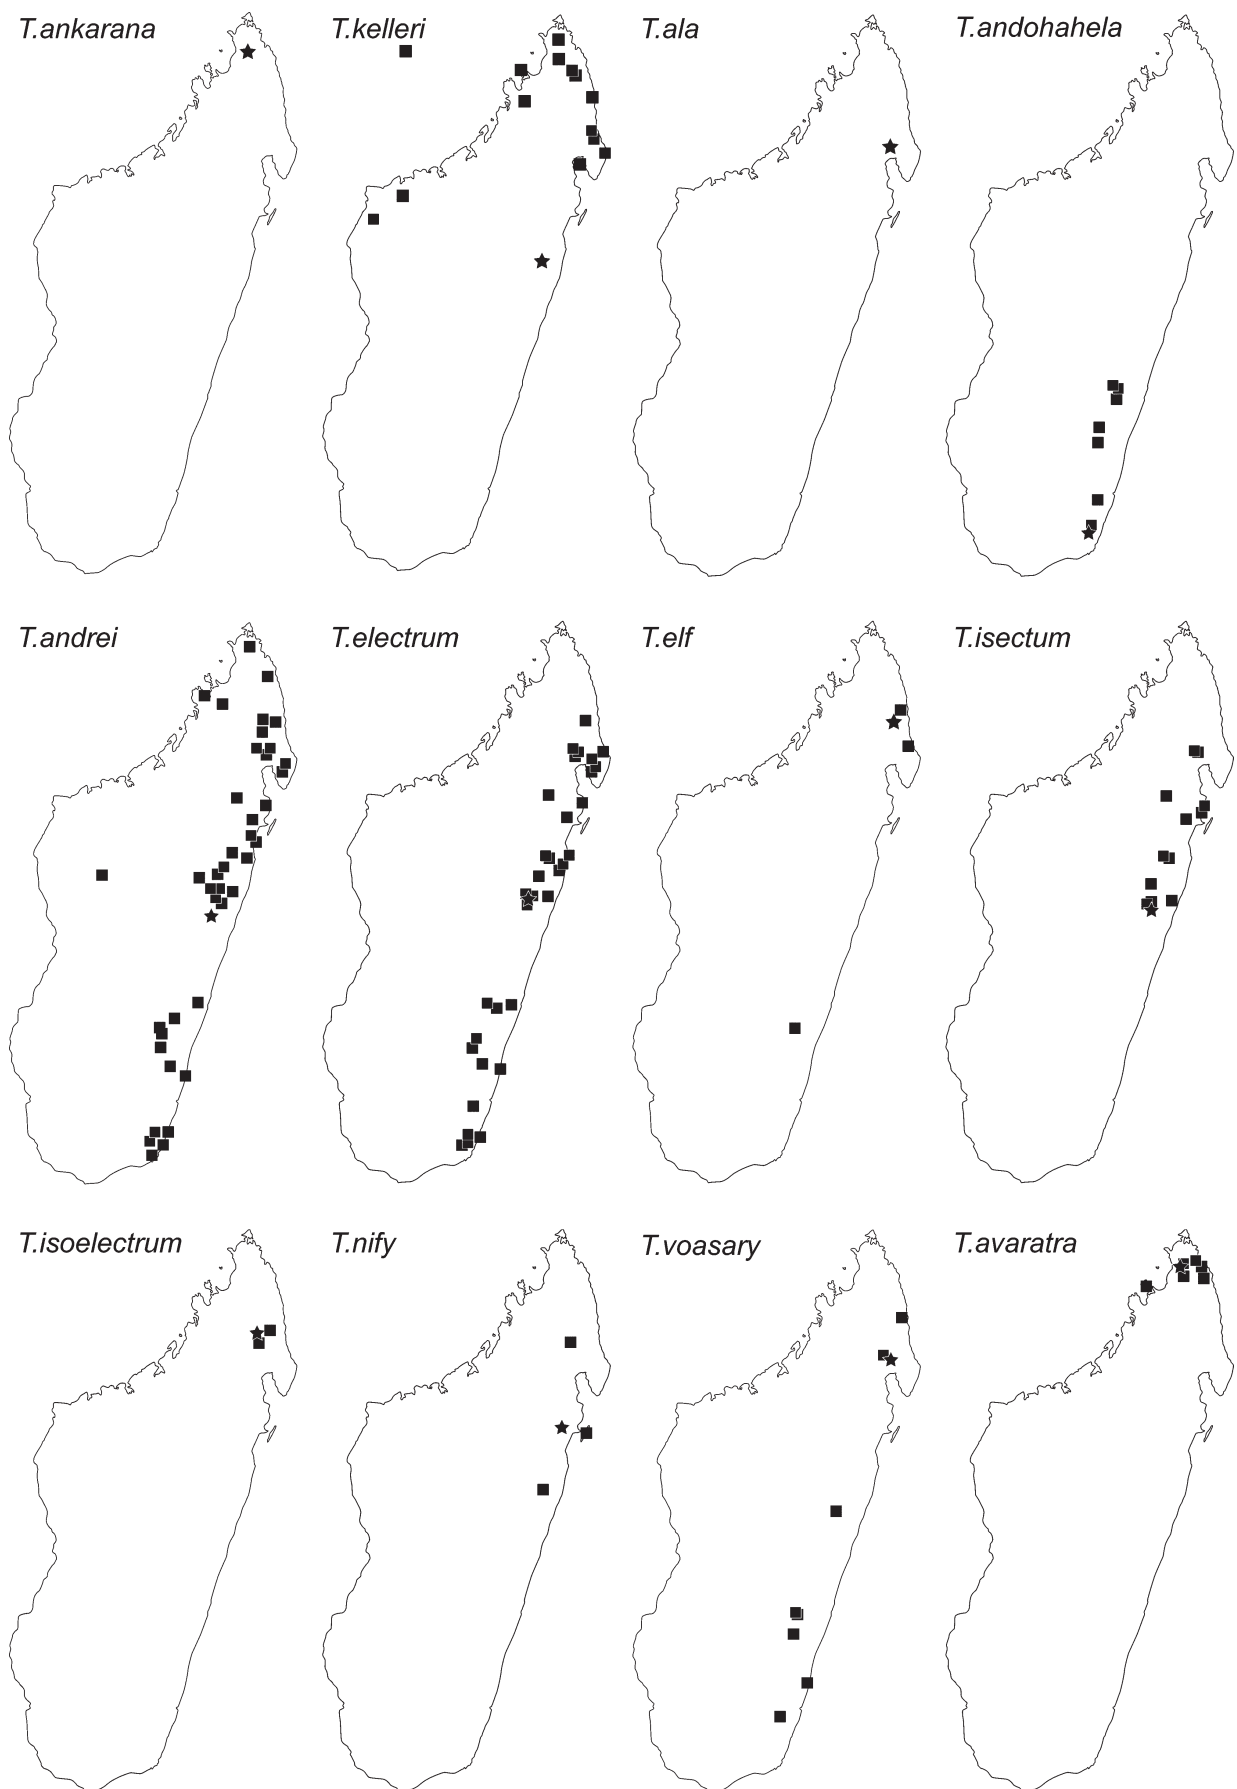 T.ankarana
T.kelleri
T.ala
T.andohahela
T.andrei
T.electrum
T.elf
T.isectum
T.isoelectrum
T.nify
T.voasary
T.avaratra